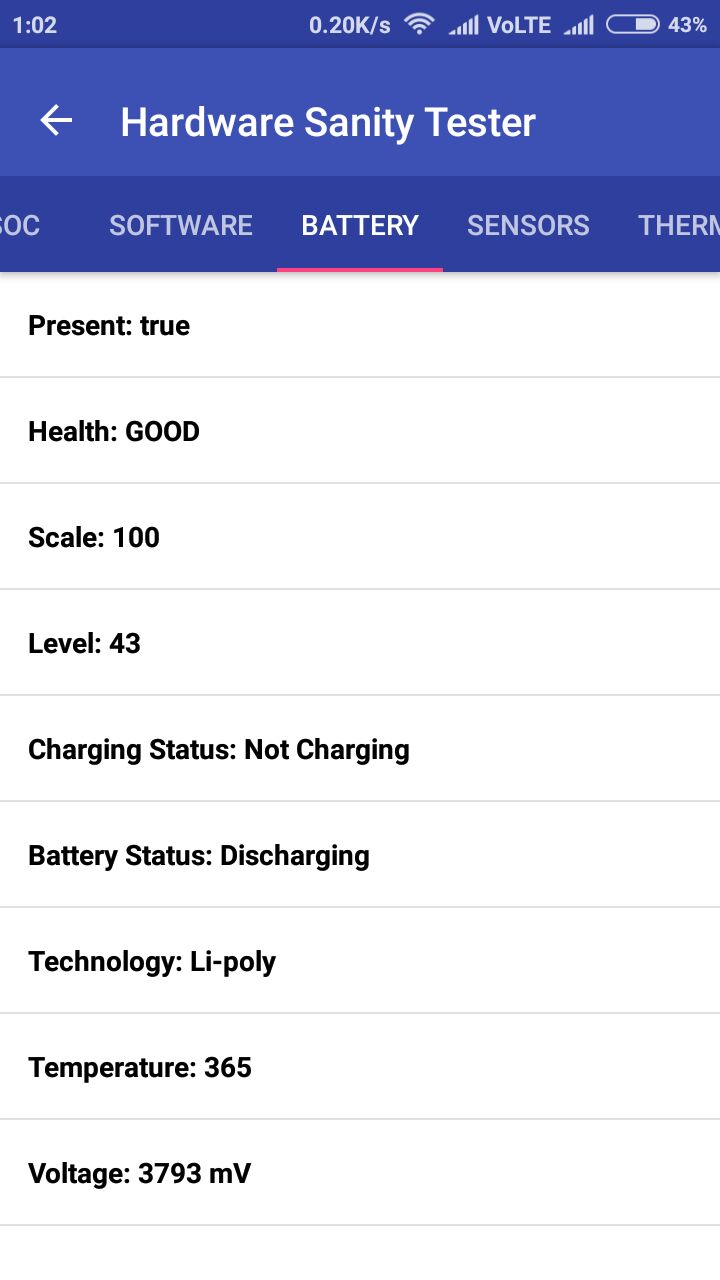 1:02 0.20K/s VoLTE 43%
Hardware Sanity Tester
SOC SOFTWARE BATTERY SENSORS THERM
Present: true
Health: GOOD
Scale: 100
Level: 43
Charging Status: Not Charging
Battery Status: Discharging
Technology: Li-poly
Temperature: 365
Voltage: 3793 mV